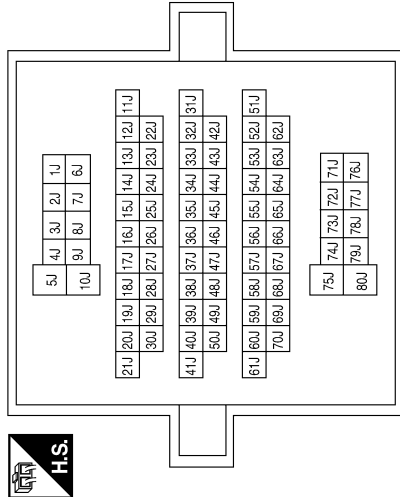 H.S.
5J 4J 3J 2J 1J
10J 9J 8J 7J 6J
21J 20J 19J 18J 17J 16J 15J 14J 13J 12J 11J
30J 29J 28J 27J 26J 25J 24J 23J 22J
41J 40J 39J 38J 37J 36J 35J 34J 33J 32J 31J
50J 49J 48J 47J 46J 45J 44J 43J 42J
61J 60J 59J 58J 57J 56J 55J 54J 53J 52J 51J
70J 69J 68J 67J 66J 65J 64J 63J 62J
75J 74J 73J 72J 71J
80J 79J 78J 77J 76J